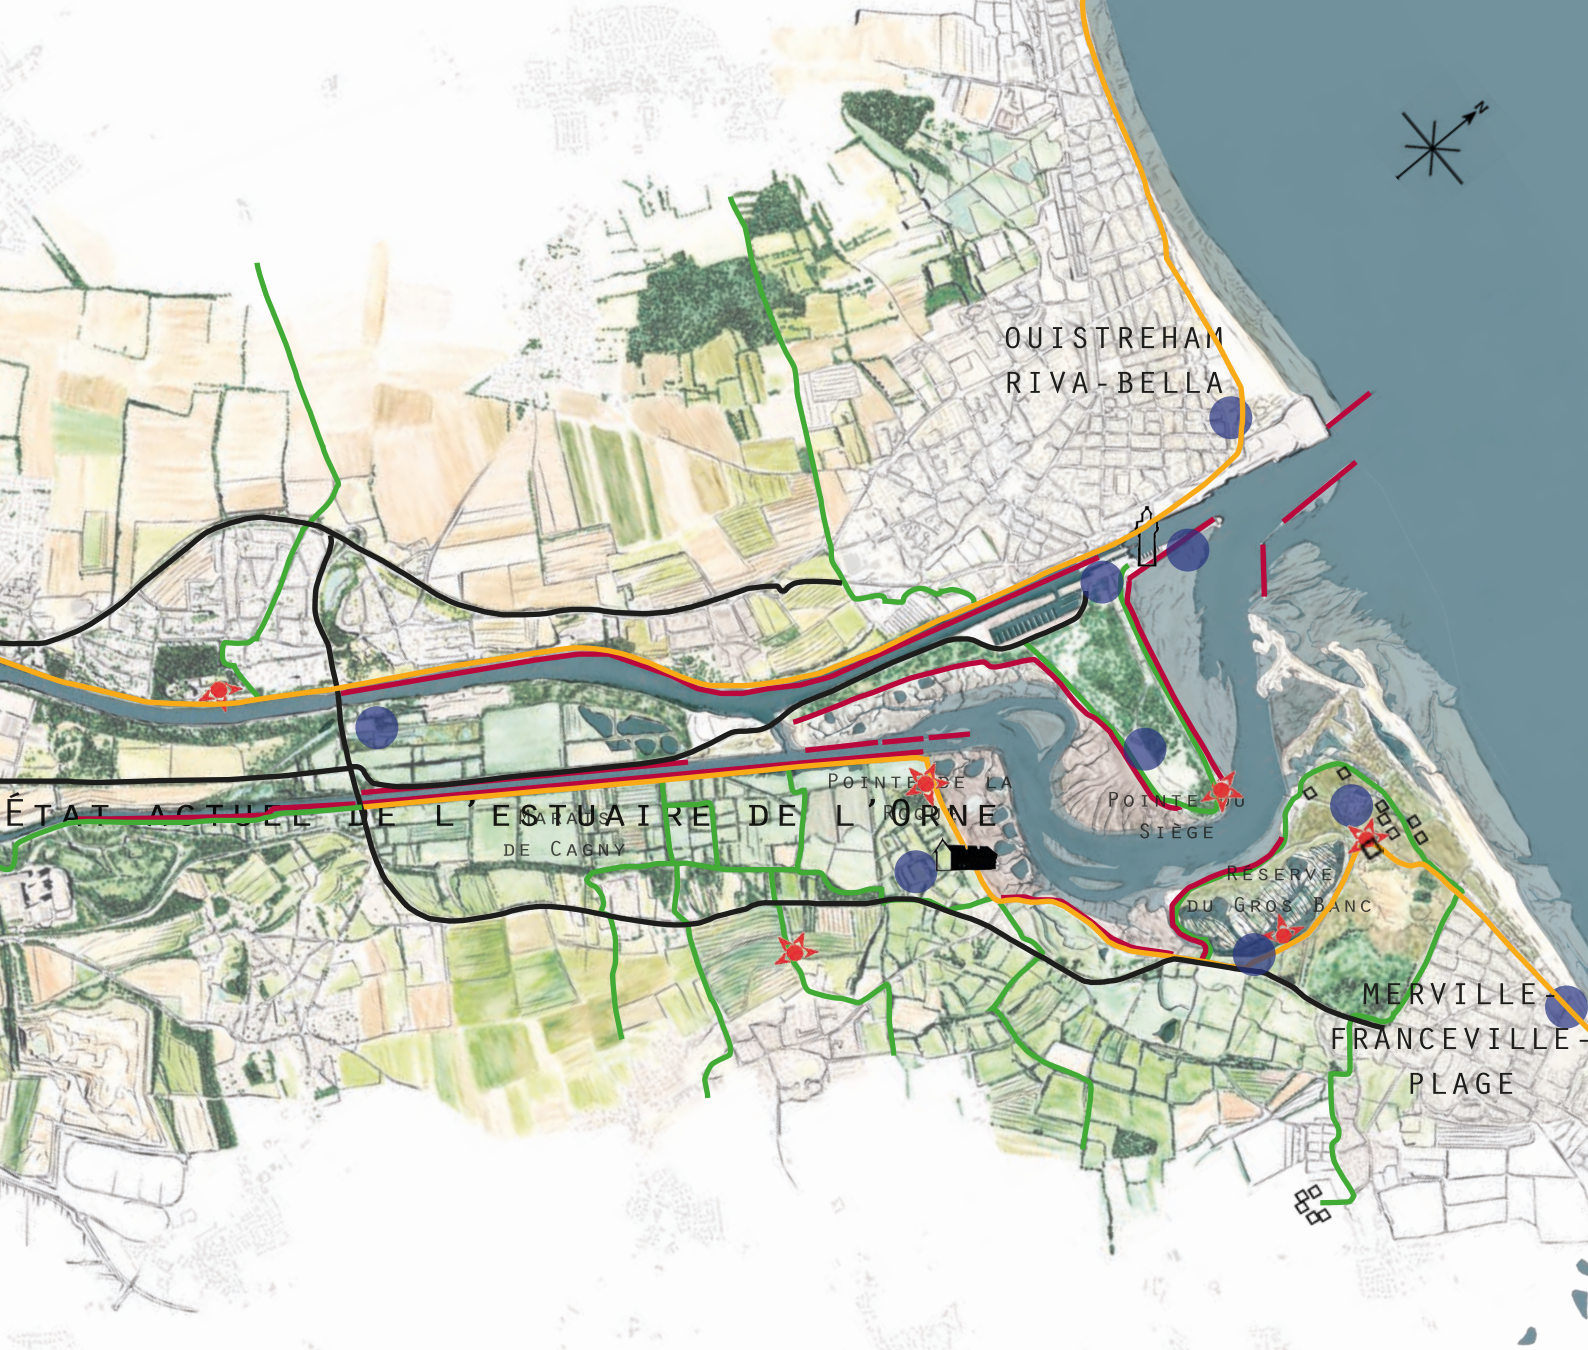 N
OUISTREHAM
RIVA-BELLA
POINTE DE LA
ROQUE
ÉTAT ACTUEL DE L'ESTUAIRE DE L'ORNE
MARAIS
DE CAGNY
POINTE DU
SIÈGE
RÉSERVE
DU GROS BANC
MERVILLE-
FRANCEVILLE-
PLAGE